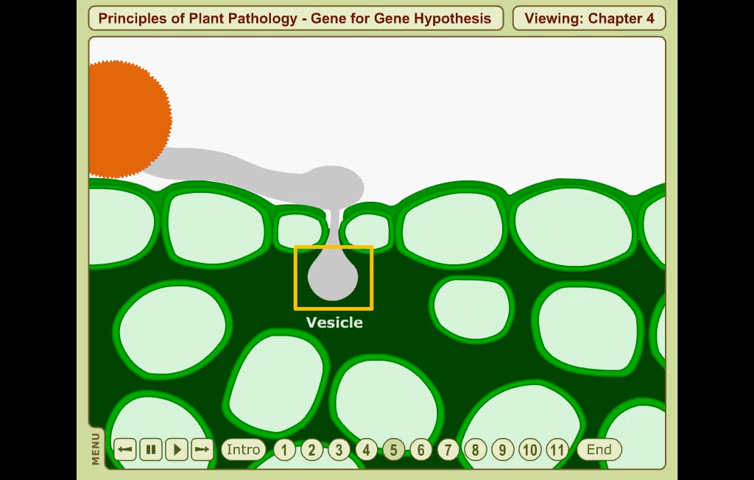 Principles of Plant Pathology - Gene for Gene Hypothesis
Viewing: Chapter 4
Vesicle
MENU
Intro 1 2 3 4 5 6 7 8 9 10 11 End